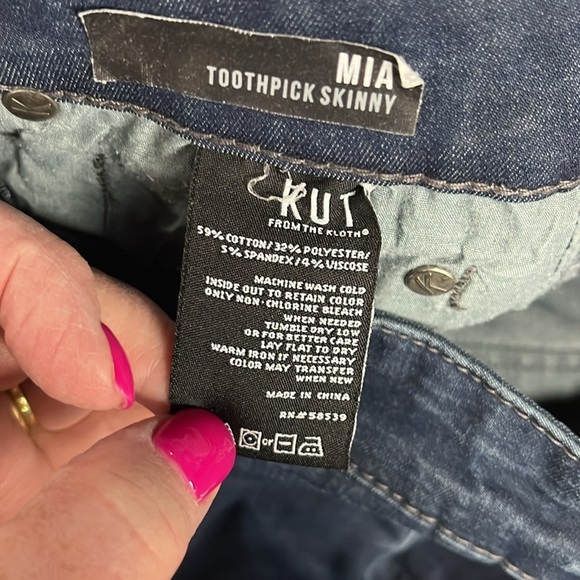 MIA
TOOTHPICK SKINNY
KUT
FROM THE KLOTH®
59% COTTON/32% POLYESTER/
5% SPANDEX/4% VISCOSE
MACHINE WASH COLD
INSIDE OUT TO RETAIN COLOR
ONLY NON-CHLORINE BLEACH
WHEN NEEDED
TUMBLE DRY LOW
OR FOR BETTER CARE
LAY FLAT TO DRY
WARM IRON IF NECESSARY
COLOR MAY TRANSFER
WHEN NEW
MADE IN CHINA
RN#58539
or